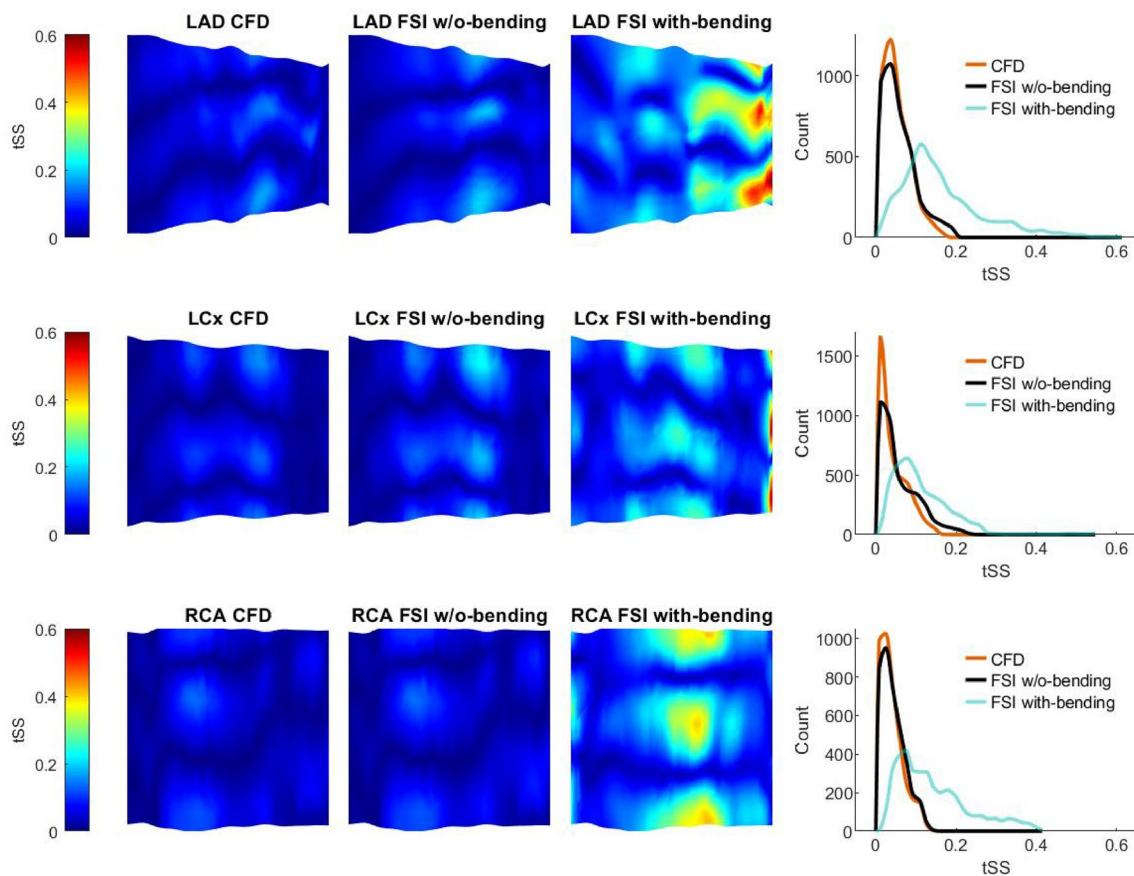 LAD CFD
LAD FSI w/o-bending
LAD FSI with-bending
0.6
0.4
0.2
0
tSS
1000
500
0
Count
CFD
FSI w/o-bending
FSI with-bending
0 0.2 0.4 0.6
tSS
LCx CFD
LCx FSI w/o-bending
LCx FSI with-bending
0.6
0.4
0.2
0
tSS
1500
1000
500
0
Count
CFD
FSI w/o-bending
FSI with-bending
0 0.2 0.4 0.6
tSS
RCA CFD
RCA FSI w/o-bending
RCA FSI with-bending
0.6
0.4
0.2
0
tSS
1000
800
600
400
200
0
Count
CFD
FSI w/o-bending
FSI with-bending
0 0.2 0.4 0.6
tSS